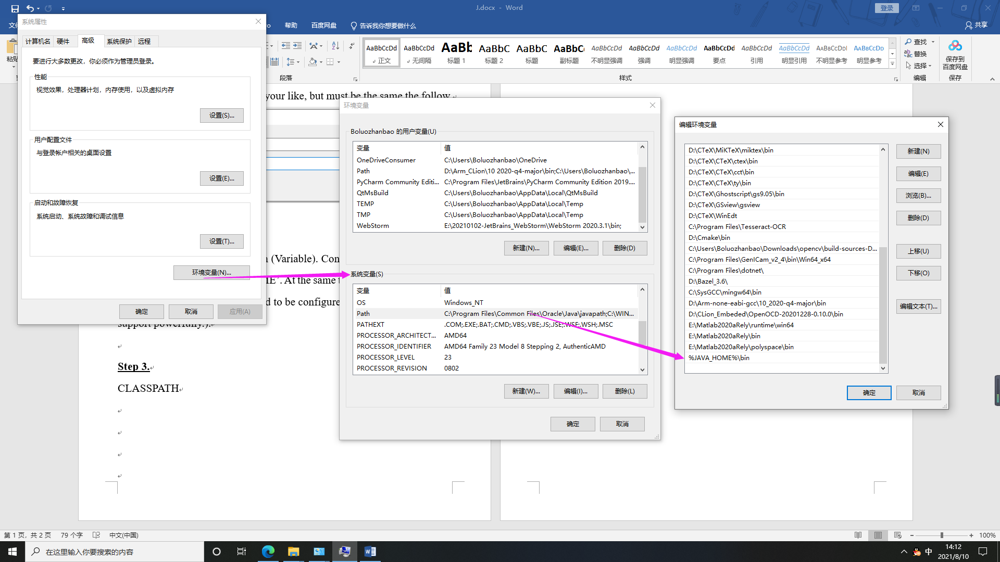 J.docx - Word
登录
帮助
百度网盘
告诉我你想要做什么
共享
AaBbCcDd
AaBbCcDd
AaBb
AaBbC
AaBbC
AaBbC
AaBbCcDd
AaBbCcDd
AaBbCcDd
AaBbCcDd
AaBbCcDd
AaBbCcDd
AaBbCcDd
AaBbCcDd
正文
无间隔
标题 1
标题 2
标题
副标题
不明显强调
强调
明显强调
要点
引用
明显引用
不明显参考
明显参考
查找
替换
选择
保存到
百度网盘
段落
样式
编辑
保存
系统属性
计算机名
硬件
高级
系统保护
远程
要进行大多数更改，你必须作为管理员登录。
性能
视觉效果，处理器计划，内存使用，以及虚拟内存
设置(S)...
用户配置文件
与登录帐户相关的桌面设置
设置(E)...
启动和故障恢复
系统启动、系统故障和调试信息
设置(T)...
环境变量(N)...
确定
取消
应用(A)
your like, but must be the same the follow
(Variable). Con
. At the same t
d to be configure
support powerfully.).
Step 3.
CLASSPATH
环境变量
Boluozhanbao 的用户变量(U)
变量 值
OneDriveConsumer C:\Users\Boluozhanbao\OneDrive
Path D:\Arm_CLion\10 2020-q4-major\bin;C:\Users\Boluozhanbao\...
PyCharm Community Editi... C:\Program Files\JetBrains\PyCharm Community Edition 2019....
QtMsBuild C:\Users\Boluozhanbao\AppData\Local\QtMsBuild
TEMP C:\Users\Boluozhanbao\AppData\Local\Temp
TMP C:\Users\Boluozhanbao\AppData\Local\Temp
WebStorm E:\20210102-JetBrains_WebStorm\WebStorm 2020.3.1\bin;
新建(N)...
编辑(E)...
删除(D)
系统变量(S)
变量 值
OS Windows_NT
Path C:\Program Files\Common Files\Oracle\Java\javapath;C:\WIN...
PATHEXT .COM;.EXE;.BAT;.CMD;.VBS;.VBE;.JS;.JSE;.WSF;.WSH;.MSC
PROCESSOR_ARCHITECT... AMD64
PROCESSOR_IDENTIFIER AMD64 Family 23 Model 8 Stepping 2, AuthenticAMD
PROCESSOR_LEVEL 23
PROCESSOR_REVISION 0802
新建(W)...
编辑(I)...
删除(L)
确定
取消
编辑环境变量
D:\CTeX\MiKTeX\miktex\bin
D:\CTeX\CTeX\ctex\bin
D:\CTeX\CTeX\cct\bin
D:\CTeX\CTeX\ty\bin
D:\CTeX\Ghostscript\gs9.05\bin
D:\CTeX\GSview\gsview
D:\CTeX\WinEdt
C:\Program Files\Tesseract-OCR
D:\Cmake\bin
C:\Users\Boluozhanbao\Downloads\opencv\build-sources-D...
C:\Program Files\GenICam_v2_4\bin\Win64_x64
C:\Program Files\dotnet\
D:\Bazel_3.6\
C:\SysGCC\mingw64\bin
D:\Arm-none-eabi-gcc\10_2020-q4-major\bin
D:\CLion_Embeded\OpenOCD-20201228-0.10.0\bin
E:\Matlab2020aRely\runtime\win64
E:\Matlab2020aRely\bin
E:\Matlab2020aRely\polyspace\bin
%JAVA_HOME%\bin
新建(N)
编辑(E)
浏览(B)...
删除(D)
上移(U)
下移(O)
编辑文本(T)...
确定
取消
第 1 页，共 2 页
79 个字
中文(中国)
100%
在这里输入你要搜索的内容
中
14:12
2021/8/10